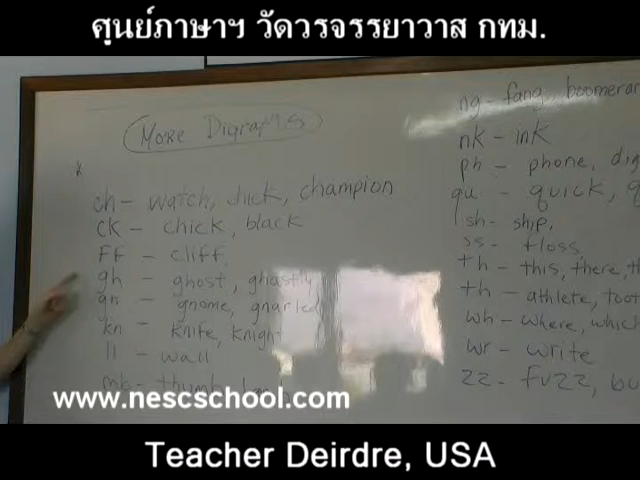 ศูนย์ภาษาฯ วัดวรจรรยาวาส กทม.
More Digraphs
ch - watch, chick, champion
ck - chick, black
FF - cliff
gh - ghost, ghastly
gn - gnome, gnarled
kn - knife, knight
ll - wall
mb - thumb,
ng - fang, boomeran
nk - ink
ph - phone, dig
qu - quick, q
sh - ship,
ss - floss
th - this, there, th
th - athlete, toot
wh - where, which
wr - write
zz - fuzz, bu
www.nescschool.com
Teacher Deirdre, USA